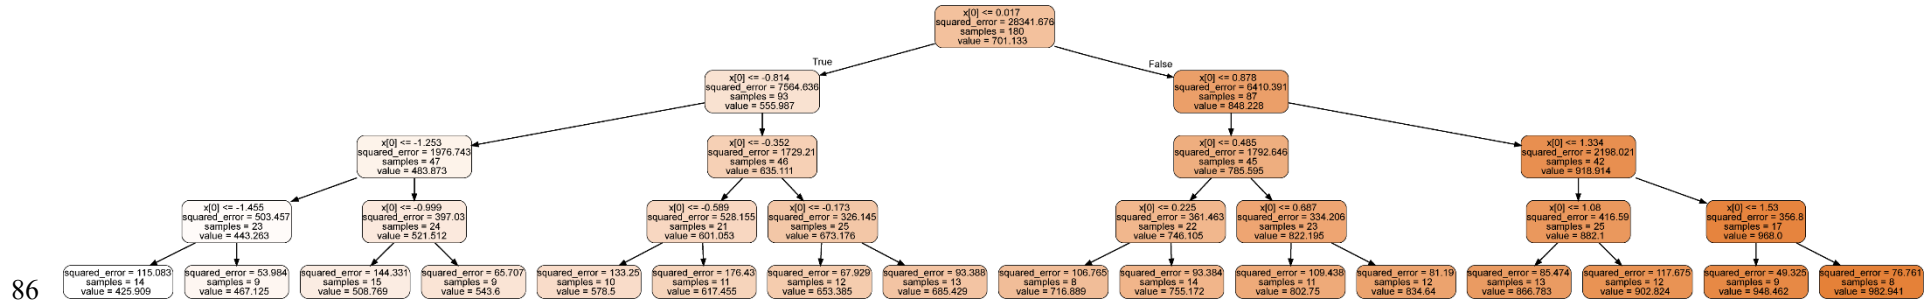 x[0] <= 0.017
squared_error = 28341.676
samples = 180
value = 701.133
True
False
x[0] <= -0.814
squared_error = 7564.636
samples = 93
value = 555.987
x[0] <= 0.878
squared_error = 6410.391
samples = 87
value = 848.228
x[0] <= -1.253
squared_error = 1976.743
samples = 47
value = 483.873
x[0] <= -0.352
squared_error = 1729.21
samples = 46
value = 635.111
x[0] <= 0.485
squared_error = 1792.646
samples = 45
value = 785.595
x[0] <= 1.334
squared_error = 2198.021
samples = 42
value = 918.914
x[0] <= -1.455
squared_error = 503.457
samples = 23
value = 443.263
x[0] <= -0.999
squared_error = 397.03
samples = 24
value = 521.512
x[0] <= -0.589
squared_error = 528.155
samples = 21
value = 601.053
x[0] <= -0.173
squared_error = 326.145
samples = 25
value = 673.176
x[0] <= 0.225
squared_error = 361.463
samples = 22
value = 746.105
x[0] <= 0.687
squared_error = 334.206
samples = 23
value = 822.195
x[0] <= 1.08
squared_error = 416.59
samples = 25
value = 882.1
x[0] <= 1.53
squared_error = 356.8
samples = 17
value = 968.0
squared_error = 115.083
samples = 14
value = 425.909
squared_error = 53.984
samples = 9
value = 467.125
squared_error = 144.331
samples = 15
value = 508.769
squared_error = 65.707
samples = 9
value = 543.6
squared_error = 133.25
samples = 10
value = 578.5
squared_error = 176.43
samples = 11
value = 617.455
squared_error = 67.929
samples = 12
value = 653.385
squared_error = 93.388
samples = 13
value = 685.429
squared_error = 106.765
samples = 8
value = 716.889
squared_error = 93.384
samples = 14
value = 755.172
squared_error = 109.438
samples = 11
value = 802.75
squared_error = 81.19
samples = 12
value = 834.64
squared_error = 85.474
samples = 13
value = 866.783
squared_error = 117.675
samples = 12
value = 902.824
squared_error = 49.325
samples = 9
value = 948.462
squared_error = 76.761
samples = 8
value = 982.941
86